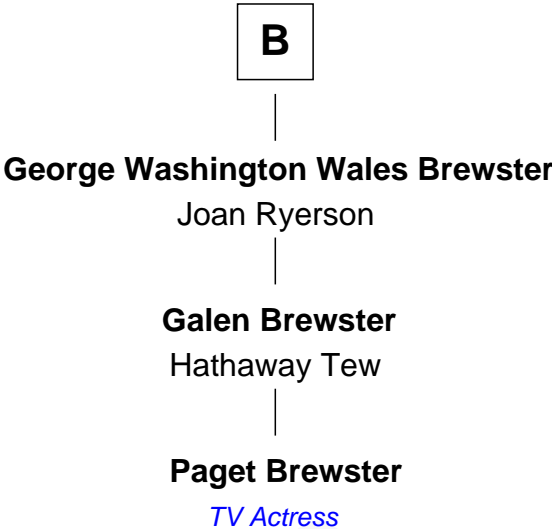 B
George Washington Wales Brewster
Joan Ryerson
Galen Brewster
Hathaway Tew
Paget Brewster
TV Actress